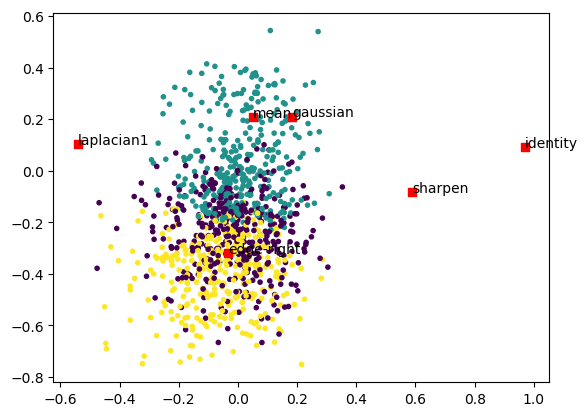 0.6
0.4
mean gaussian
0.2
laplacian1
identity
0.0
sharpen
−0.2
edge-right
−0.4
−0.6
−0.8
−0.6 −0.4 −0.2 0.0 0.2 0.4 0.6 0.8 1.0